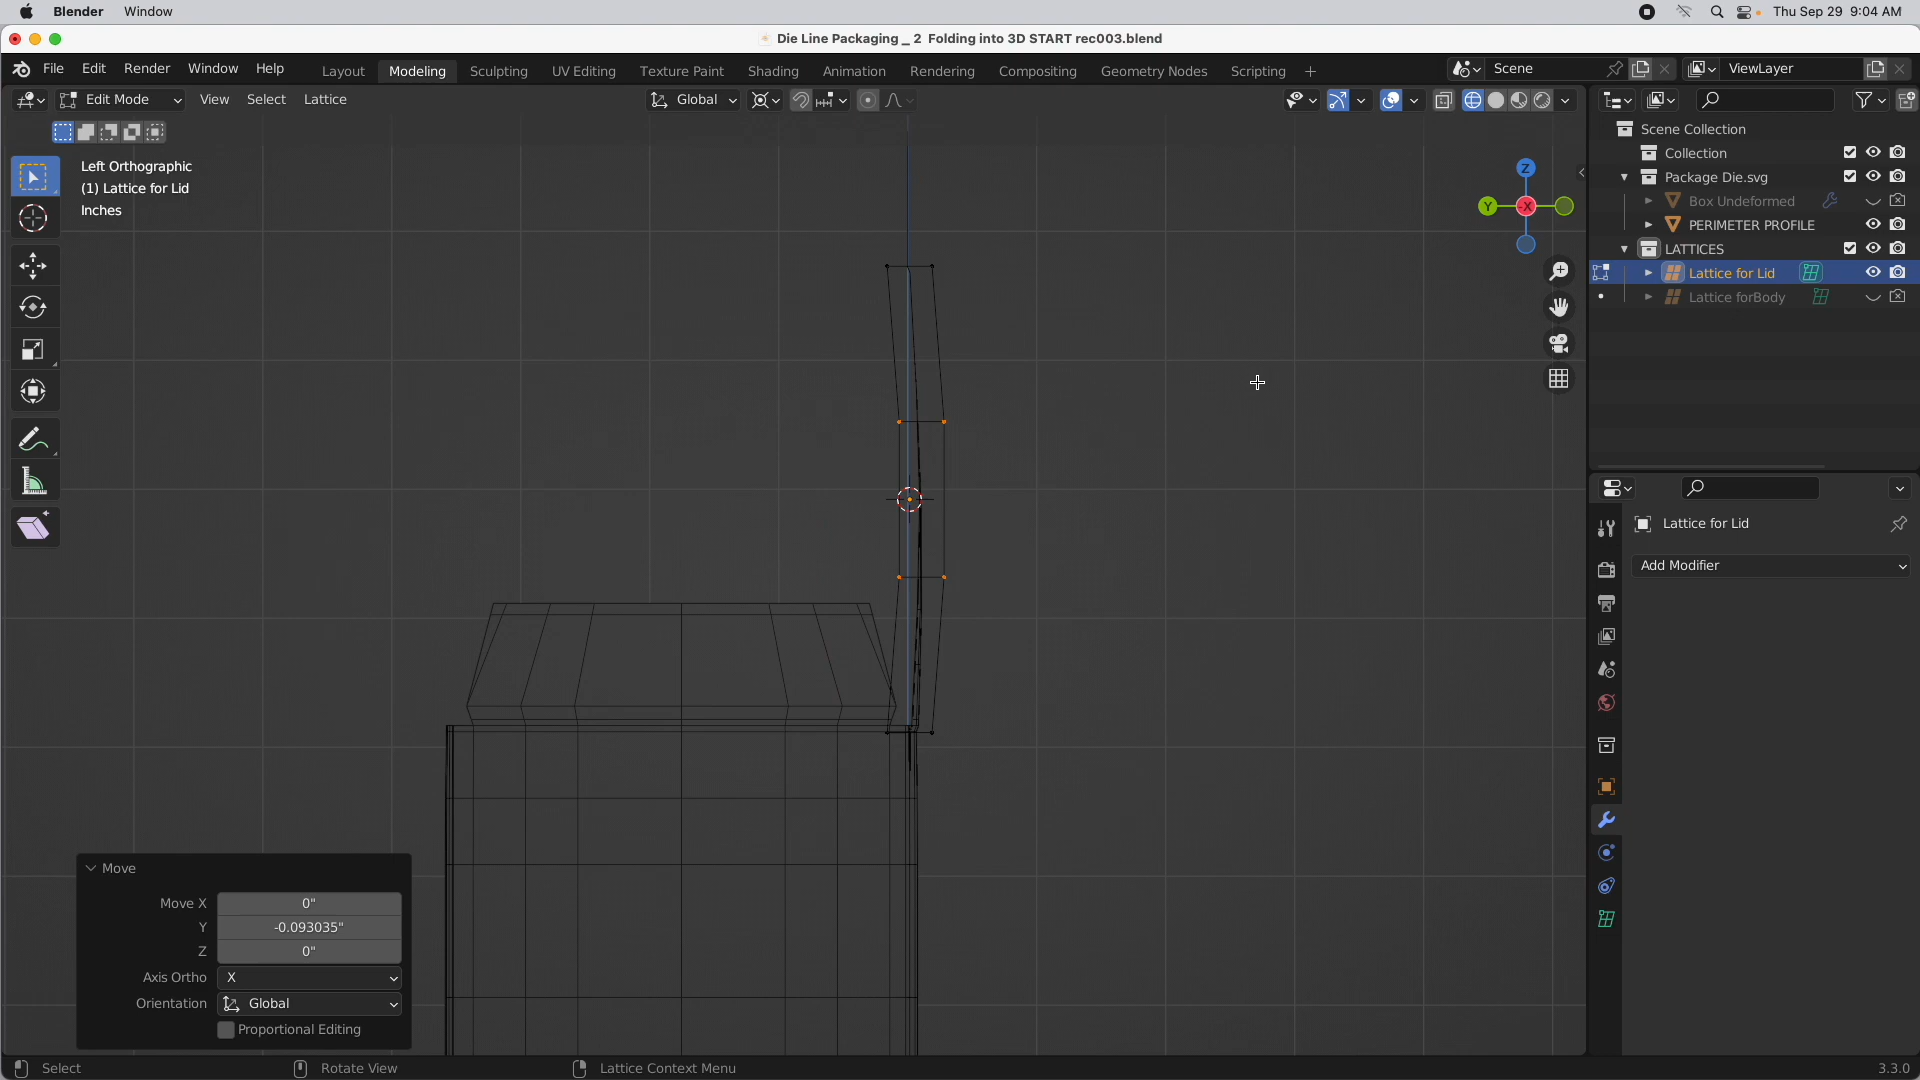 Blender Window Thu Sep 29 9:04 AM
Die Line Packaging _ 2 Folding into 3D START rec003.blend
File Edit Render Window Help Layout Modeling Sculpting UV Editing Texture Paint Shading Animation Rendering Compositing Geometry Nodes Scripting + Scene ViewLayer
Edit Mode View Select Lattice Global
Left Orthographic
(1) Lattice for Lid
Inches
Z
Y
-X
Scene Collection
Collection
Package Die.svg
Box Undeformed
PERIMETER PROFILE
LATTICES
Lattice for Lid
Lattice forBody
Lattice for Lid
Add Modifier
Move
Move X 0"
Y -0.093035"
Z 0"
Axis Ortho X
Orientation Global
Proportional Editing
Select Rotate View Lattice Context Menu 3.3.0